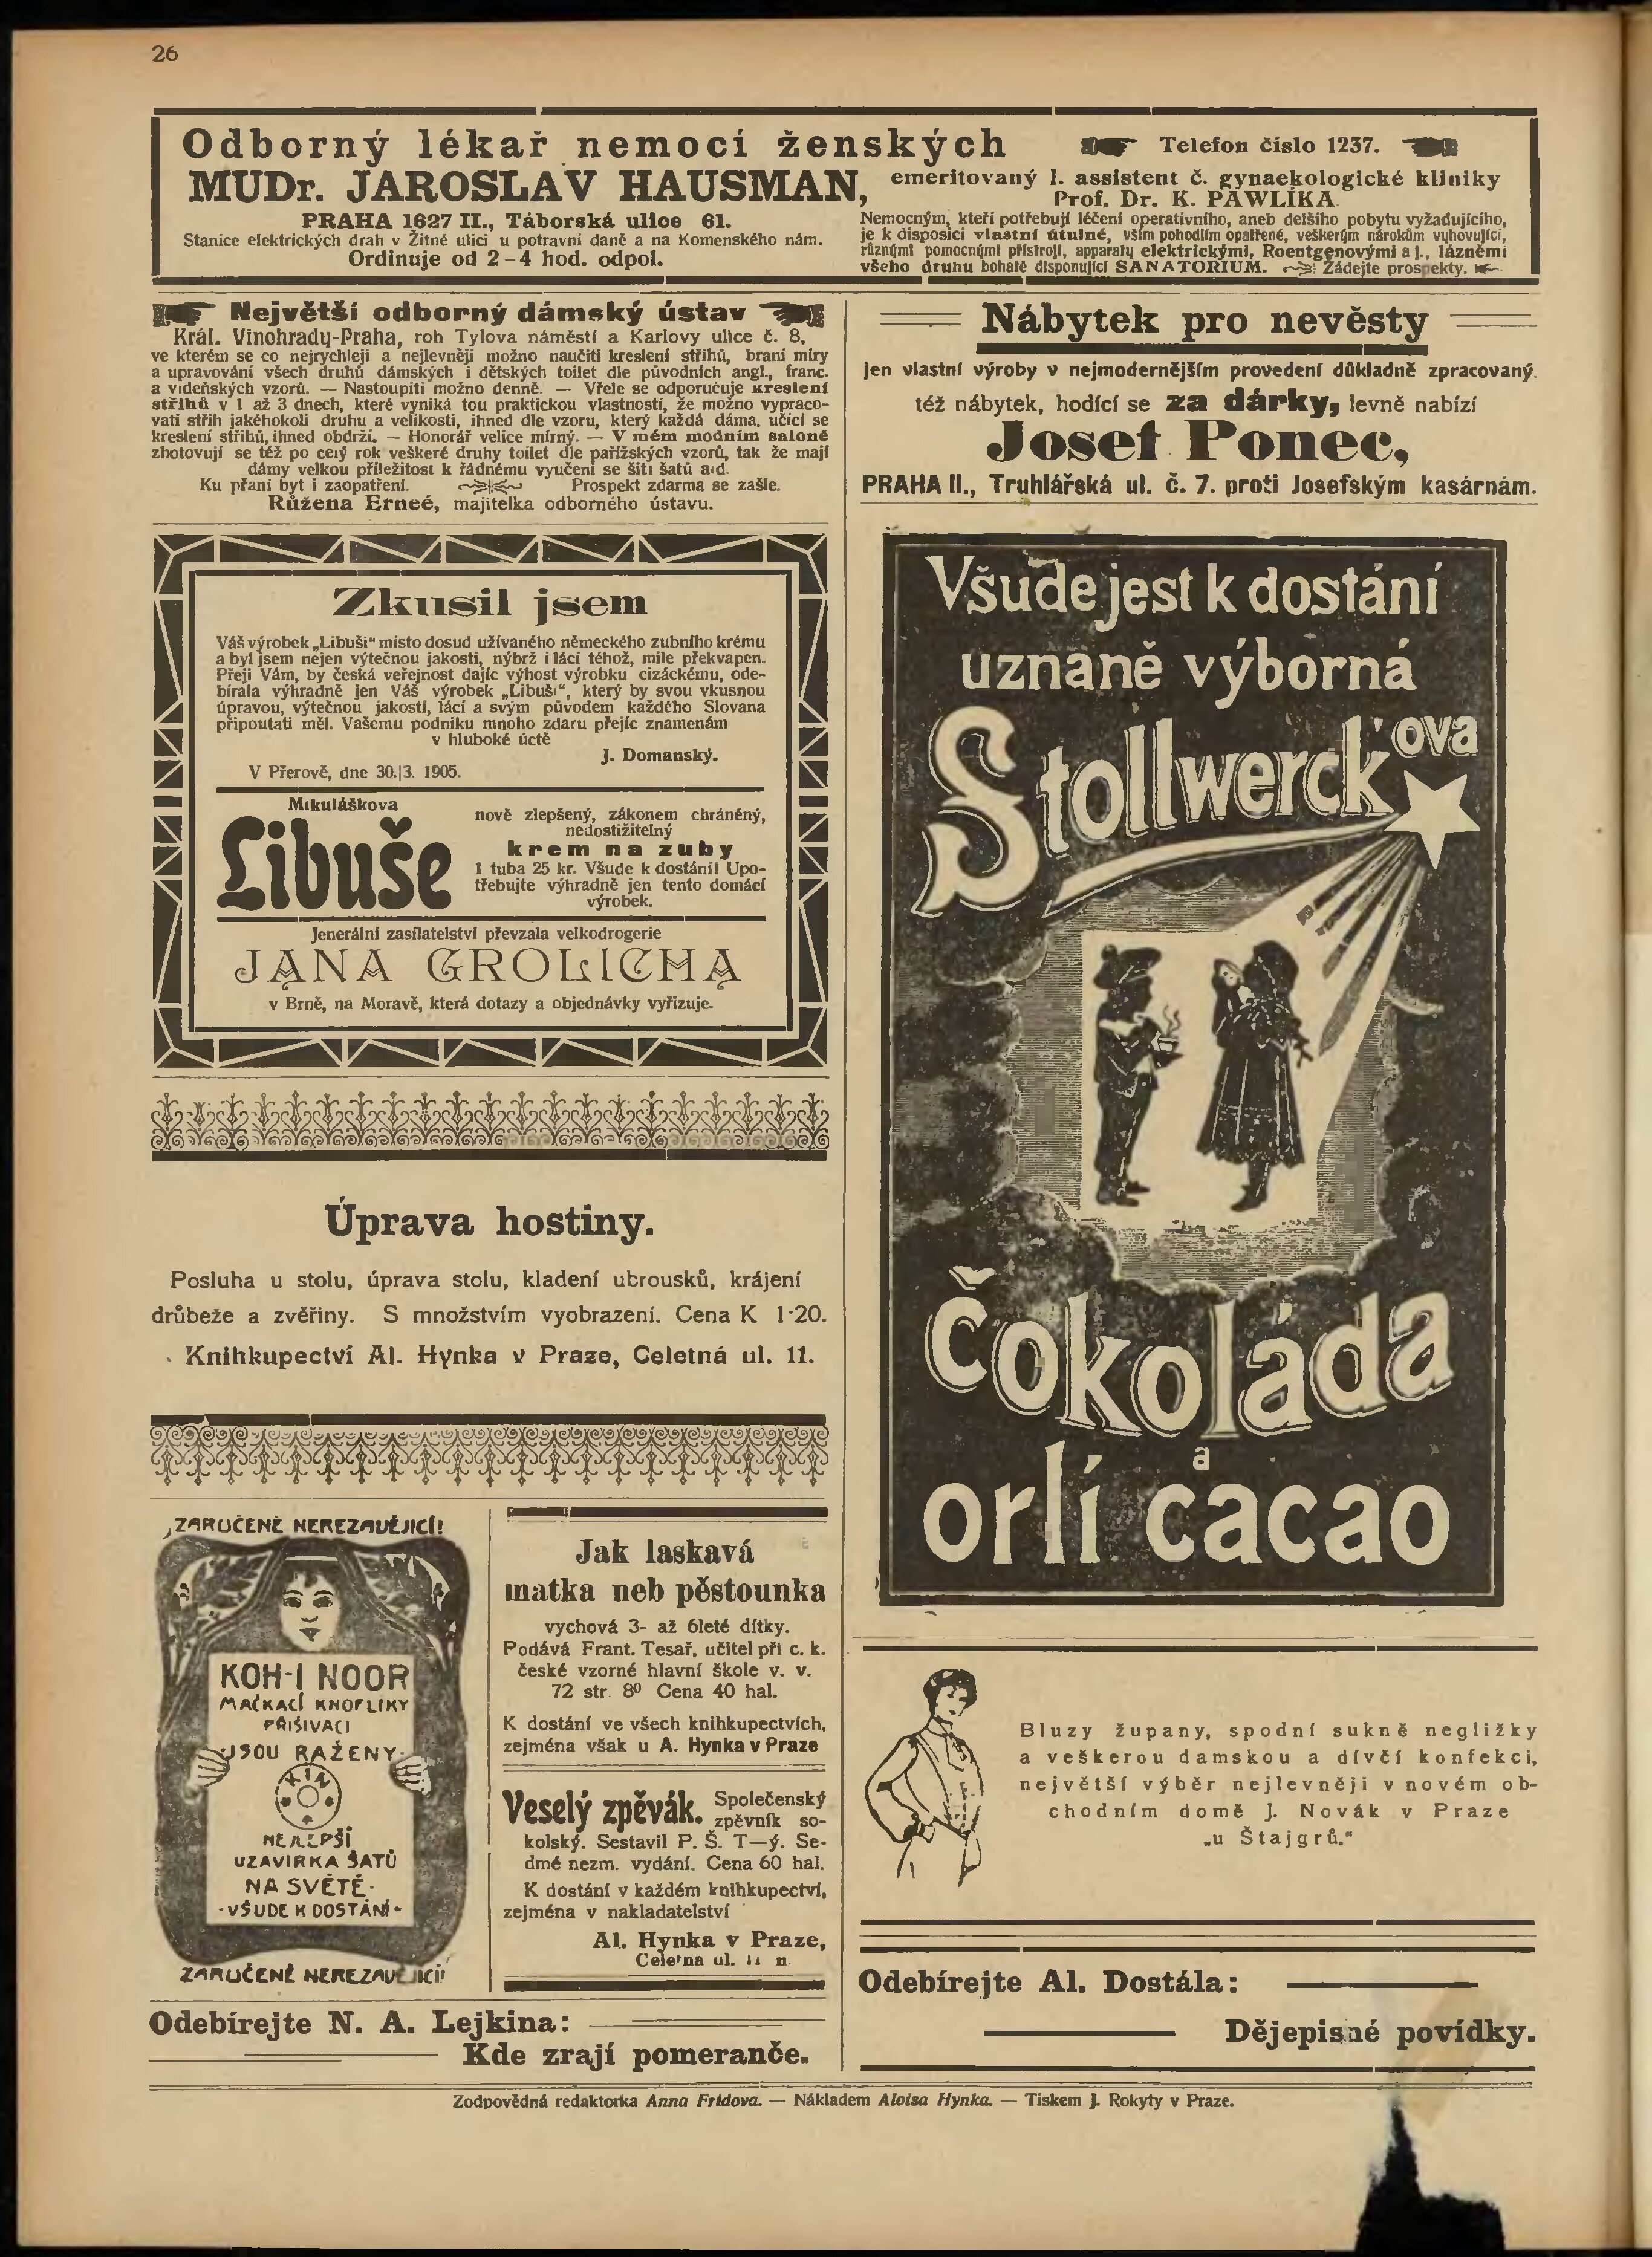 26
Odborný lékař nemocí ženských
MUDr. JAROSLAV HAUSMAN,
PRAHA 1627 II., Táborská ulice 61.
Stanice elektrických drah v Žitné ulici u potravní daně a na Komenského nám.
Ordinuje od 2-4 hod. odpol.
Telefon číslo 1237.
emeritovaný I. assistent č. gynaekologické kliniky
Prof. Dr. K. PAWLÍKA.
Nemocným, kteří potřebují léčení operativního, aneb delšího pobytu vyžadujícího,
je k disposici vlastní útulné, vším pohodlím opatřené, veškerým nárokům vyhovující,
různými pomocnými přístroji, apparaty elektrickými, Roentgenovými a j., lázněmi
všeho druhu bohatě disponující SANATORIUM. Žádejte prospekty.
Největší odborný dámský ústav
Král. Vinohrady-Praha, roh Tylova náměstí a Karlovy ulice č. 8,
ve kterém se co nejrychleji a nejlevněji možno naučiti kreslení střihů, braní míry
a upravování všech druhů dámských i dětských toilet dle původních angl., franc.
a vídeňských vzorů. — Nastoupiti možno denně. — Vřele se odporučuje kreslení
střihů v 1 až 3 dnech, které vyniká tou praktickou vlastností, že možno vypraco-
vati střih jakéhokoli druhu a velikosti, ihned dle vzoru, který každá dáma, učící se
kreslení střihů, ihned obdrží. — Honorář velice mírný. — V mém modním saloně
zhotovují se též po celý rok veškeré druhy toilet dle pařížských vzorů, tak že mají
dámy velkou příležitost k řádnému vyučení se šití šatů atd.
Ku přání byt i zaopatření. Prospekt zdarma se zašle.
Růžena Erneé, majitelka odborného ústavu.
Nábytek pro nevěsty
jen vlastní výroby v nejmodernějším provedení důkladně zpracovaný.
též nábytek, hodící se za dárky, levně nabízí
Josef Ponec,
PRAHA II., Truhlářská ul. č. 7. proti Josefským kasárnám.
Zkusil jsem
Váš výrobek „Libuši“ místo dosud užívaného německého zubního krému
a byl jsem nejen výtečnou jakosti, nýbrž i lácí téhož, mile překvapen.
Přeji Vám, by česká veřejnost dajíc výhost výrobku cizáckému, ode-
bírala výhradně jen Váš výrobek „Libuši“, který by svou vkusnou
úpravou, výtečnou jakostí, lácí a svým původem každého Slovana
připoutati měl. Vašemu podniku mnoho zdaru přejíc znamenám
v hluboké úctě
J. Domanský.
V Přerově, dne 30.|3. 1905.
Mikuláškova
Libuše
nově zlepšený, zákonem chráněný,
nedostižitelný
krem na zuby
1 tuba 25 kr. Všude k dostání! Upo-
třebujte výhradně jen tento domácí
výrobek.
Jenerální zasílatelství převzala velkodrogerie
JANA GROLICHA
v Brně, na Moravě, která dotazy a objednávky vyřizuje.
Všude jest k dostání
uznaně výborná
Stollwerck'ova
čokoláda
a
orlí cacao
Úprava hostiny.
Posluha u stolu, úprava stolu, kladení ubrousků, krájení
drůbeže a zvěřiny. S množstvím vyobrazení. Cena K 1·20.
Knihkupectví Al. Hynka v Praze, Celetná ul. 11.
ZARUČENĚ NEREZAVĚJICÍ!
KOH-I NOOR
MAČKACÍ KNOFLÍKY
PŘIŠIVACI
JSOU RAŽENY
KIN
NEJLEPŠÍ
UZAVIRKA ŠATŮ
NA SVĚTĚ·
-VŠUDE K DOSTÁNÍ-
ZARUČENĚ NEREZAVĚJICÍ!
Jak laskavá
matka neb pěstounka
vychová 3- až 6leté dítky.
Podává Frant. Tesař, učitel při c. k.
české vzorné hlavní škole v. v.
72 str. 8º Cena 40 hal.
K dostání ve všech knihkupectvích,
zejména však u A. Hynka v Praze
Veselý zpěvák. Společenský
zpěvník so-
kolský. Sestavil P. Š. T—ý. Se-
dmé nezm. vydání. Cena 60 hal.
K dostání v každém knihkupectví,
zejména v nakladatelství
Al. Hynka v Praze,
Celetna ul.
Bluzy župany, spodní sukně negližky
a veškerou damskou a dívčí konfekci,
největší výběr nejlevněji v novém ob-
chodním domě J. Novák v Praze
„u Štajgrů.“
Odebírejte N. A. Lejkina:
Kde zrají pomeranče.
Odebírejte Al. Dostála:
Dějepisné povídky.
Zodpovědná redaktorka Anna Fridova. — Nákladem Aloisa Hynka. — Tiskem J. Rokyty v Praze.